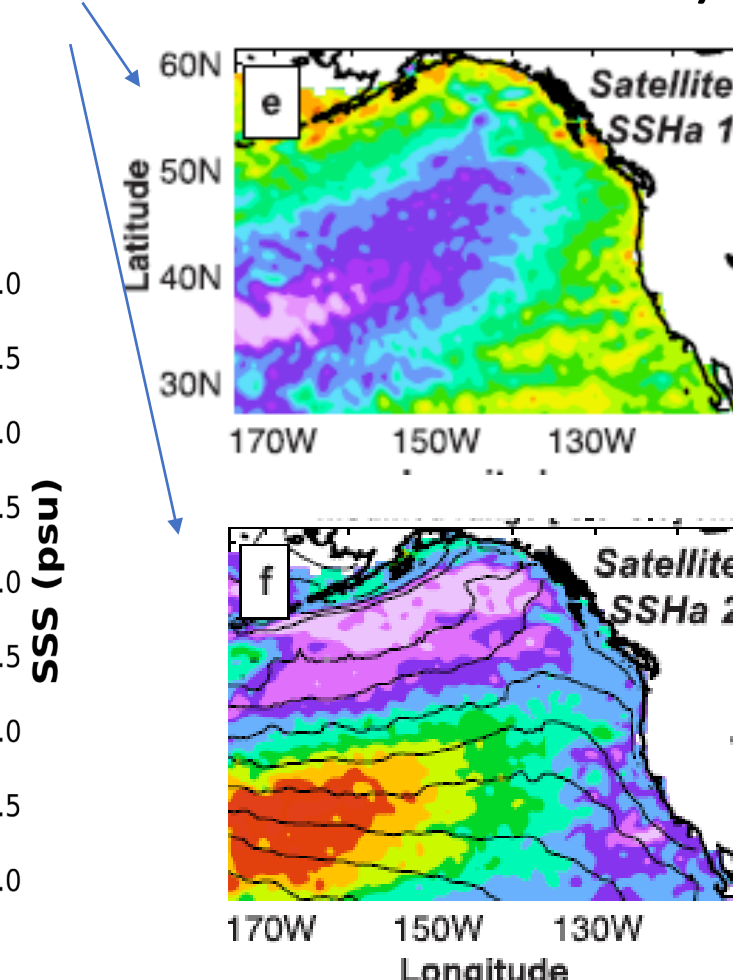 60N
e
Satellite
SSHa 1
50N
Latitude
40N
.0
30N
.5
170W 150W 130W
.0
.5
SSS (psu)
f
Satellite
.0
SSHa 2
.5
.0
.5
.0
170W 150W 130W
Longitude